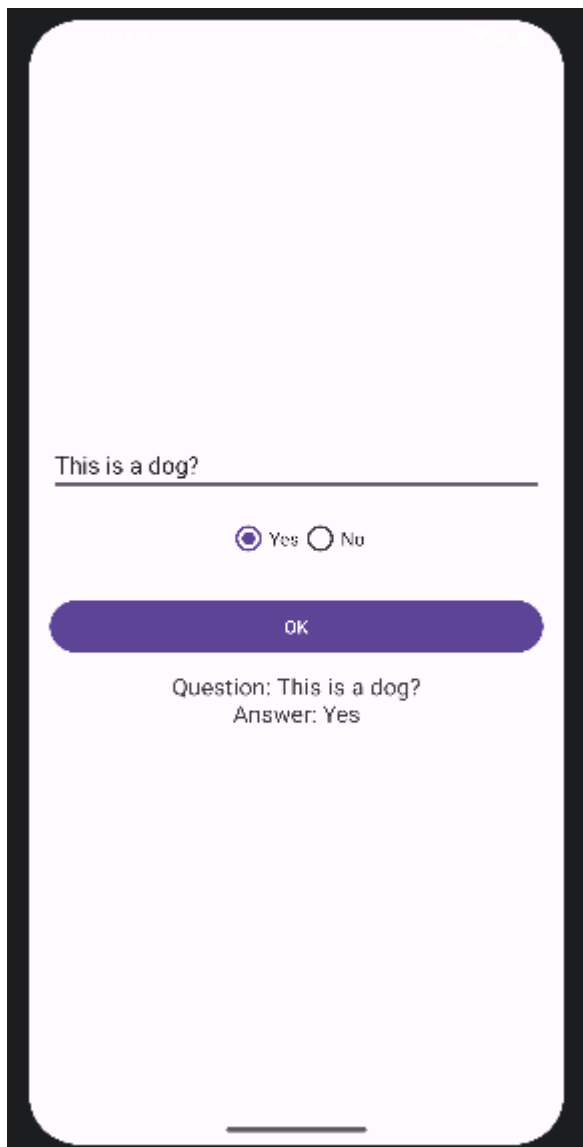 This is a dog?
Yes No
OK
Question: This is a dog?
Answer: Yes